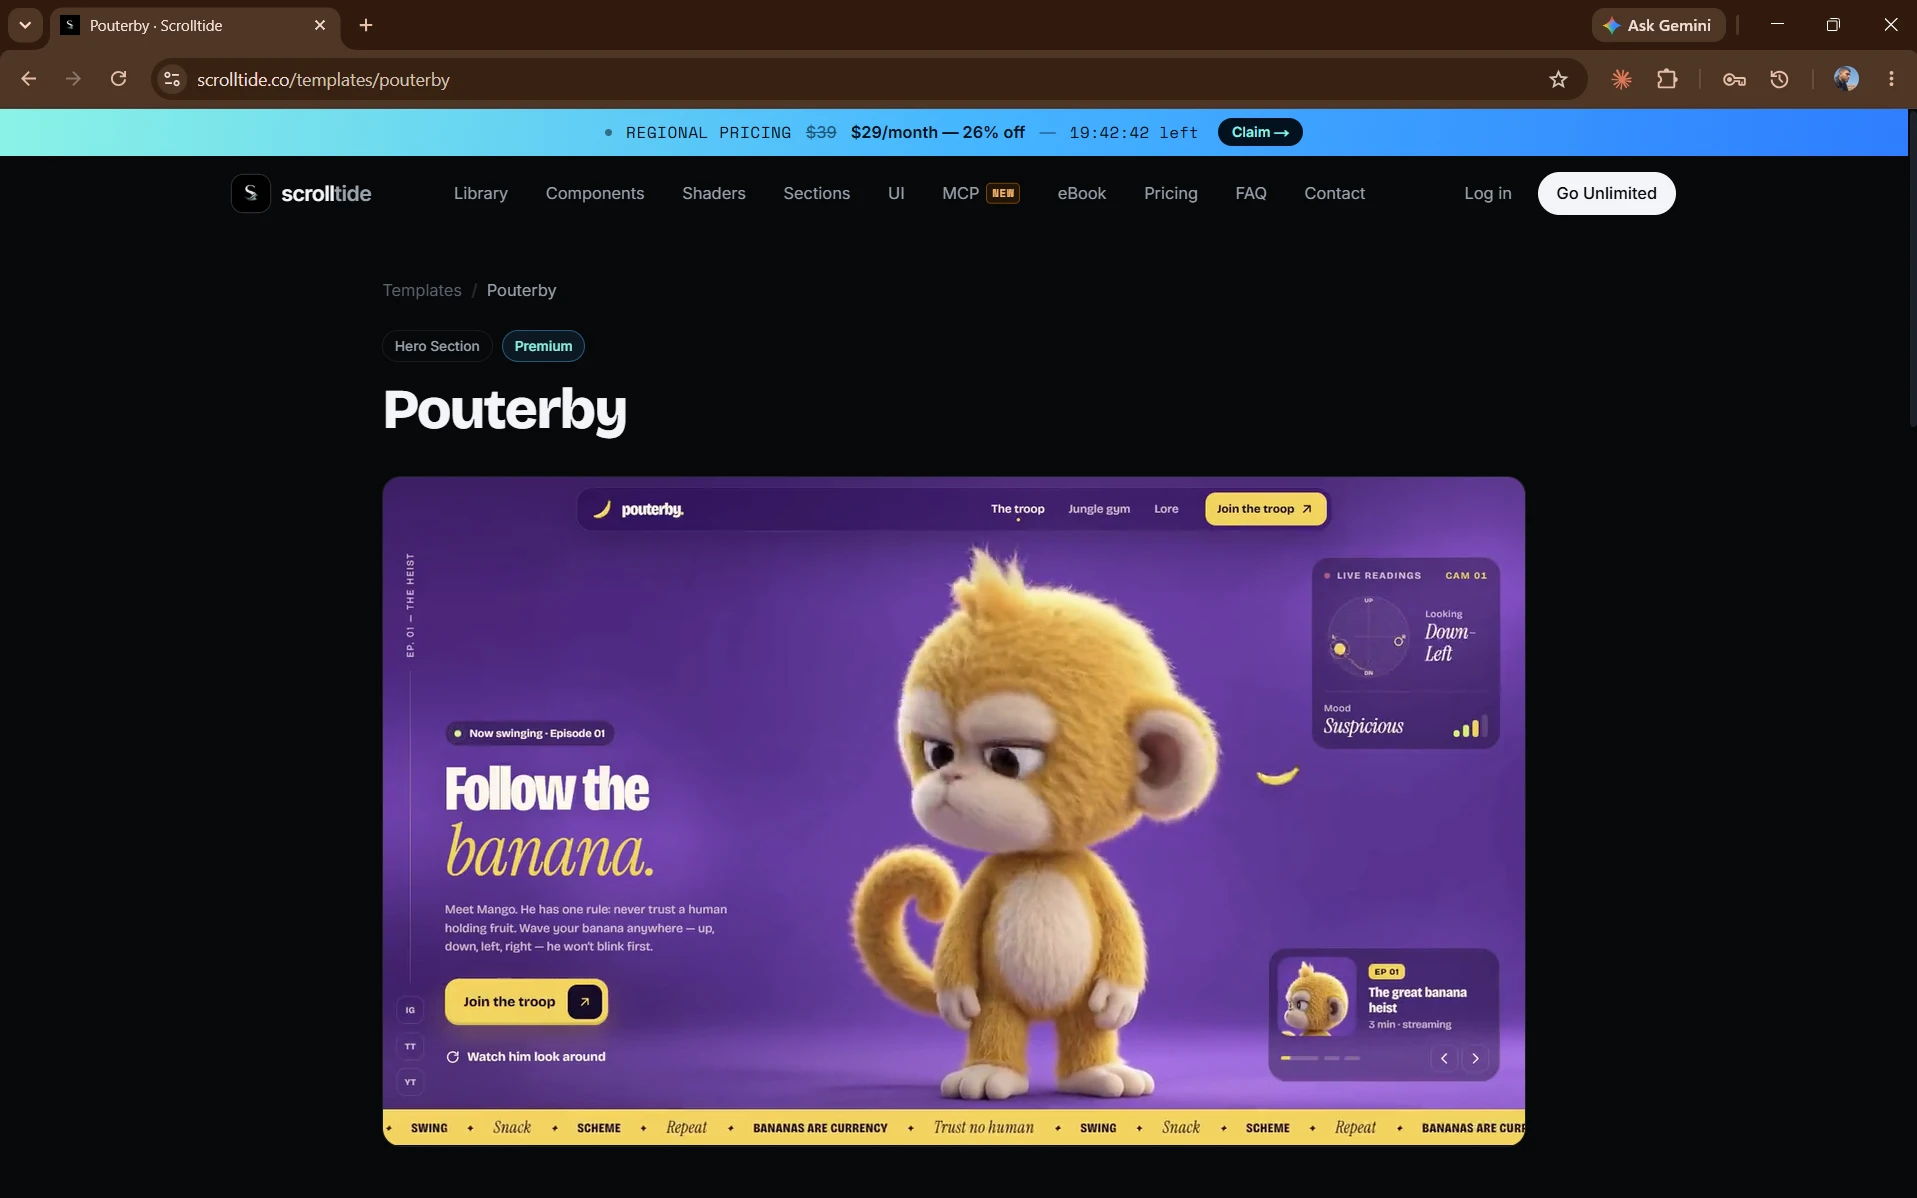 Pouterby · Scrolltide
Ask Gemini
scrolltide.co/templates/pouterby
REGIONAL PRICING $39 $29/month — 26% off — 19:42:42 left Claim →
S scrolltide Library Components Shaders Sections UI MCP NEW eBook Pricing FAQ Contact Log in Go Unlimited
Templates / Pouterby
Hero Section Premium
Pouterby
pouterby. The troop Jungle gym Lore Join the troop
EP. 01 — THE HEIST
LIVE READINGS CAM 01
UP
Looking
Down-
Left
DN
Mood
Suspicious
Now swinging · Episode 01
Follow the
banana.
Meet Mango. He has one rule: never trust a human
holding fruit. Wave your banana anywhere — up,
down, left, right — he won't blink first.
Join the troop
Watch him look around
IG
TT
YT
EP 01
The great banana
heist
3 min · streaming
SWING Snack SCHEME Repeat BANANAS ARE CURRENCY Trust no human SWING Snack SCHEME Repeat BANANAS ARE CURR